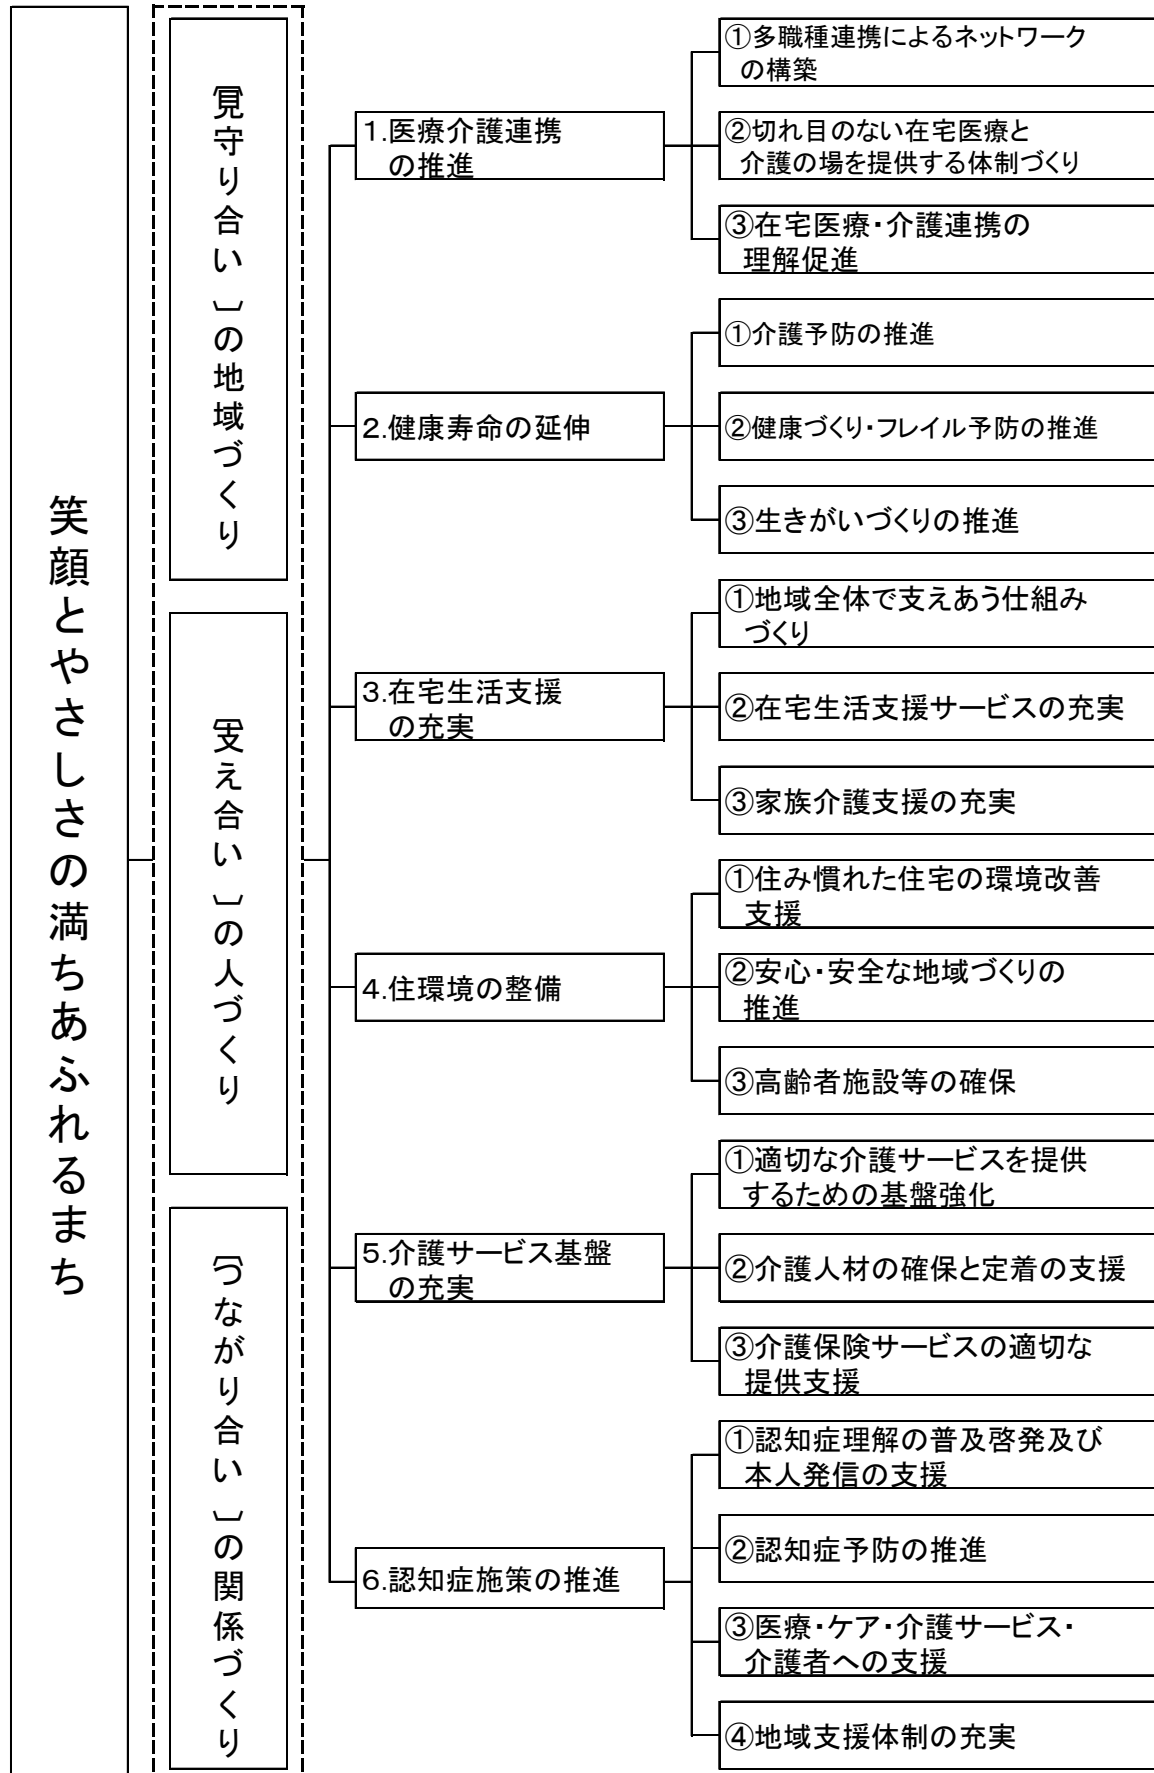 笑顔とやさしさの満ちあふれるまち
〔見守り合い〕の地域づくり
〔支え合い〕の人づくり
〔つながり合い〕の関係づくり
1.医療介護連携
の推進
①多職種連携によるネットワーク
の構築
②切れ目のない在宅医療と
介護の場を提供する体制づくり
③在宅医療・介護連携の
理解促進
2.健康寿命の延伸
①介護予防の推進
②健康づくり・フレイル予防の推進
③生きがいづくりの推進
3.在宅生活支援
の充実
①地域全体で支えあう仕組み
づくり
②在宅生活支援サービスの充実
③家族介護支援の充実
4.住環境の整備
①住み慣れた住宅の環境改善
支援
②安心・安全な地域づくりの
推進
③高齢者施設等の確保
5.介護サービス基盤
の充実
①適切な介護サービスを提供
するための基盤強化
②介護人材の確保と定着の支援
③介護保険サービスの適切な
提供支援
6.認知症施策の推進
①認知症理解の普及啓発及び
本人発信の支援
②認知症予防の推進
③医療・ケア・介護サービス・
介護者への支援
④地域支援体制の充実